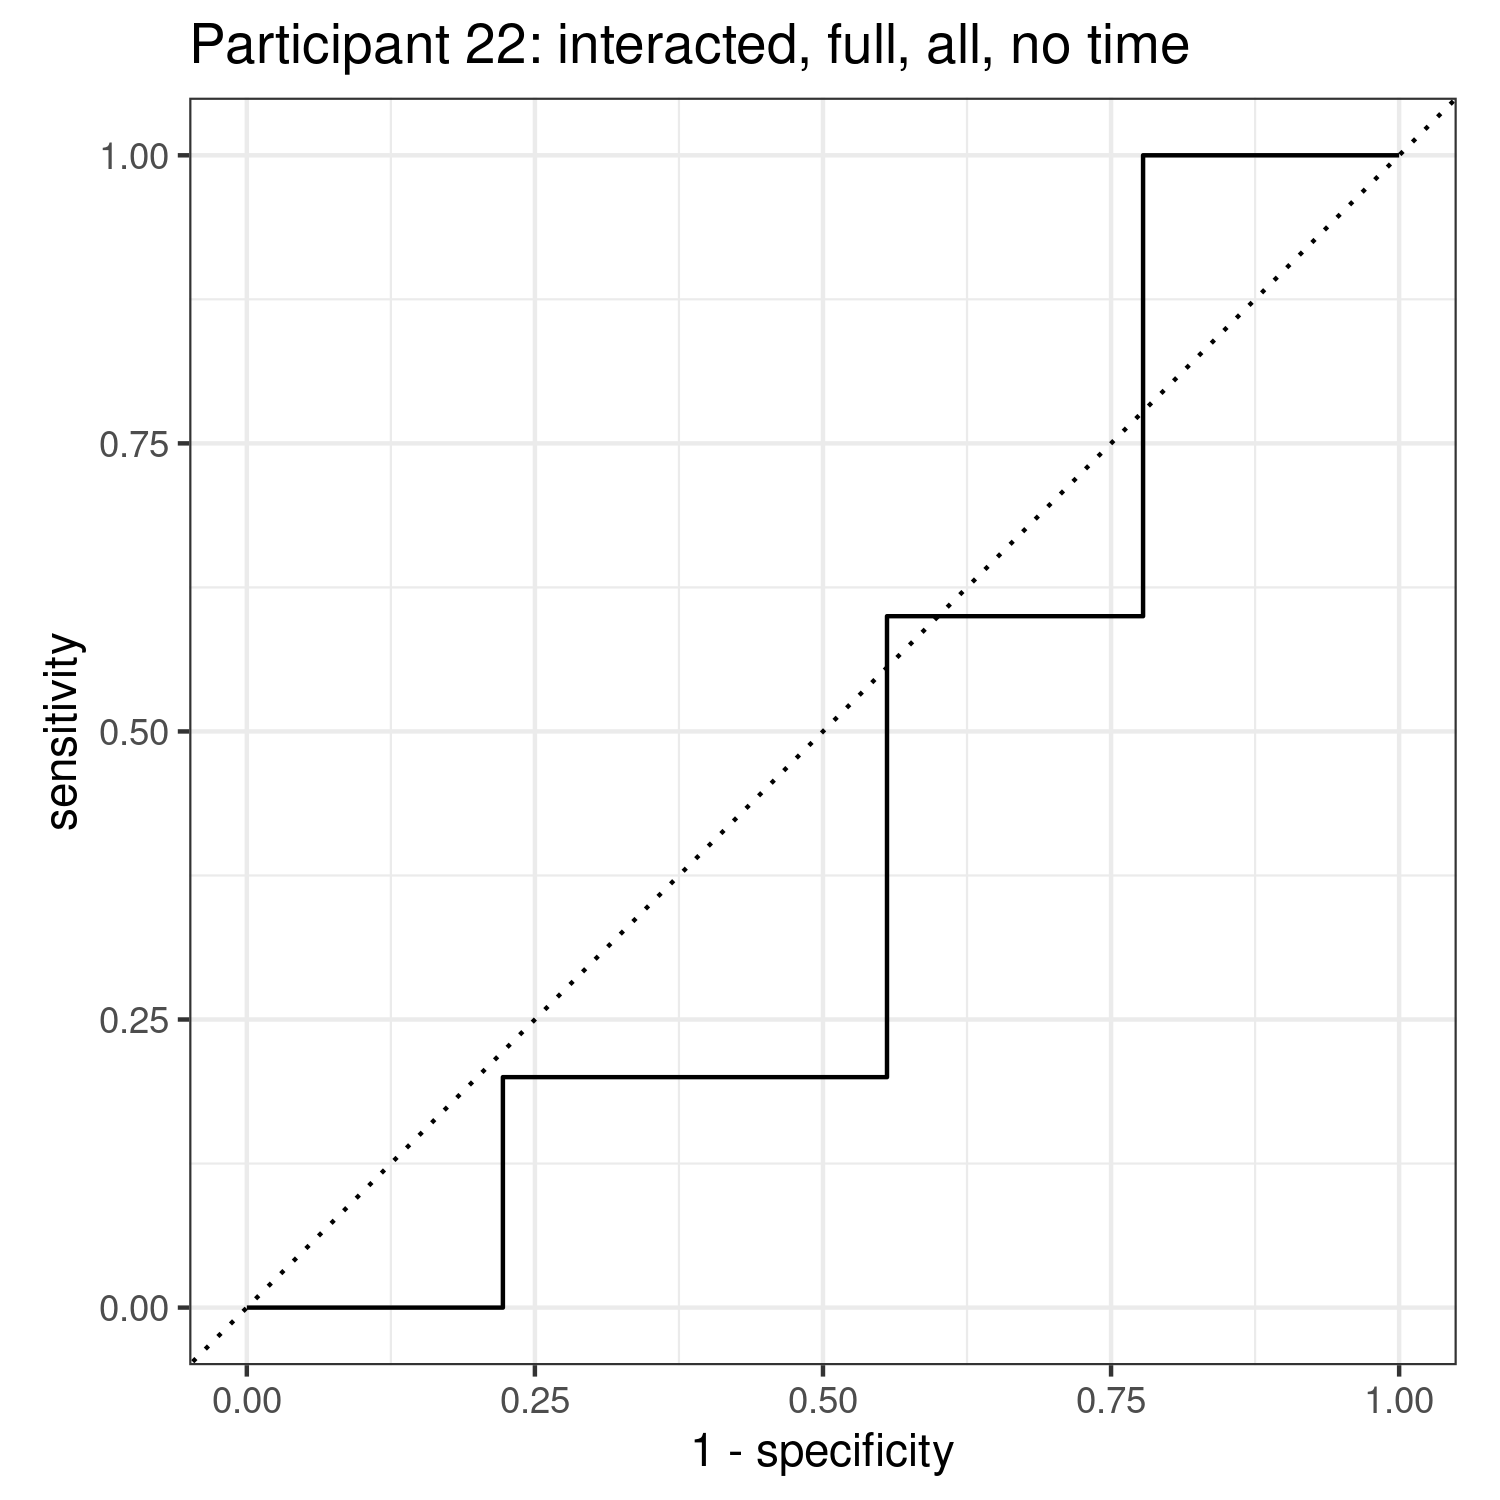 Participant 22: interacted, full, all, no time
1.00
0.75
0.50
0.25
0.00
sensitivity
0.00 0.25 0.50 0.75 1.00
1 - specificity